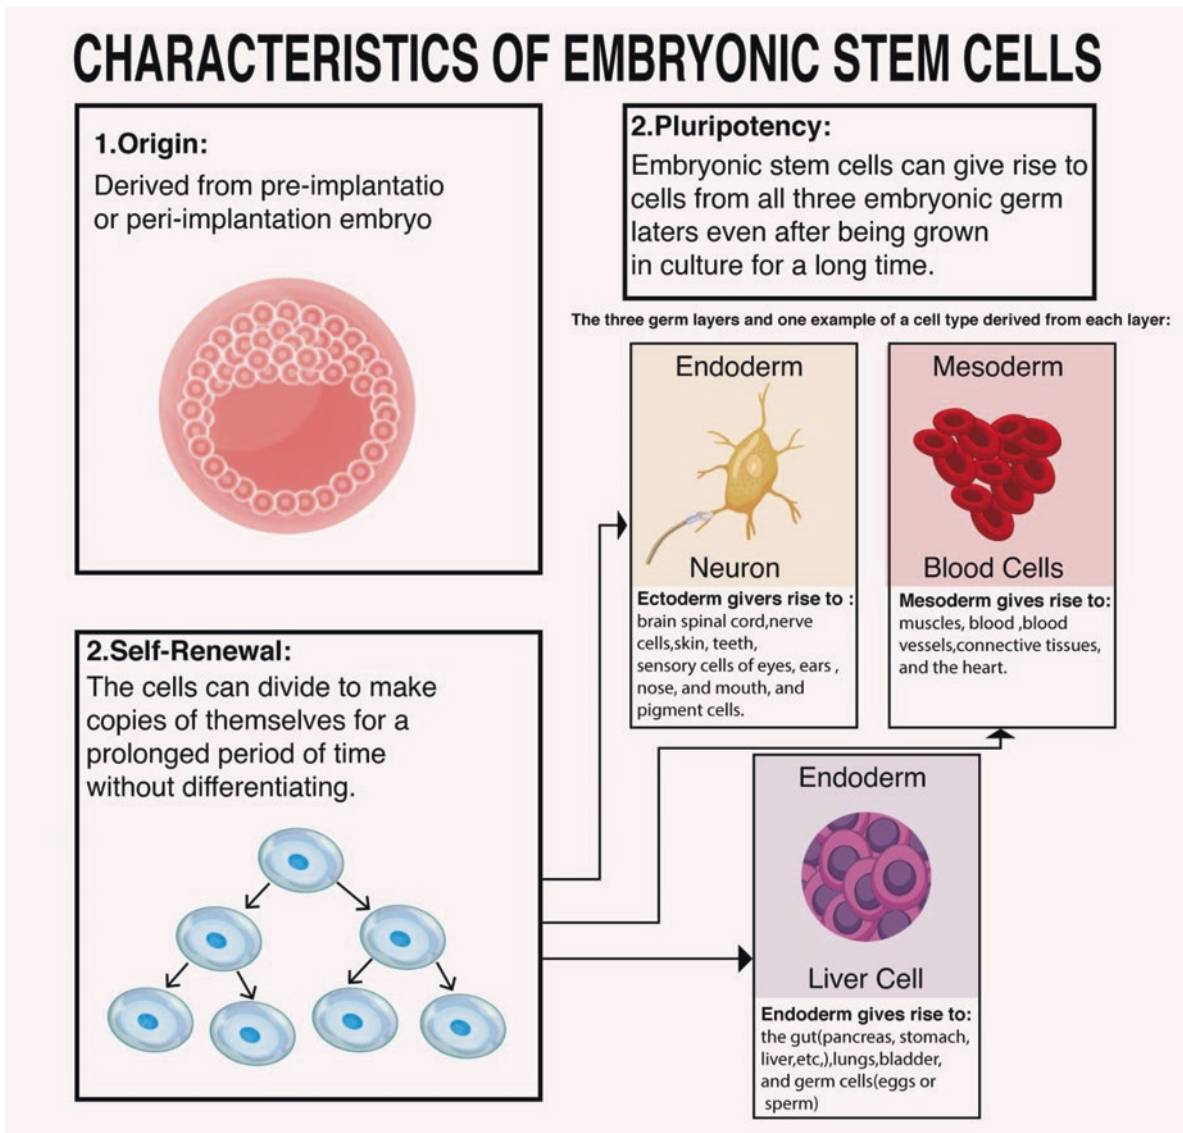 CHARACTERISTICS OF EMBRYONIC STEM CELLS
1.Origin:
Derived from pre-implantatio
or peri-implantation embryo
2.Pluripotency:
Embryonic stem cells can give rise to
cells from all three embryonic germ
laters even after being grown
in culture for a long time.
The three germ layers and one example of a cell type derived from each layer:
Endoderm
Neuron
Ectoderm givers rise to :
brain spinal cord,nerve
cells,skin, teeth,
sensory cells of eyes, ears ,
nose, and mouth, and
pigment cells.
Mesoderm
Blood Cells
Mesoderm gives rise to:
muscles, blood ,blood
vessels,connective tissues,
and the heart.
2.Self-Renewal:
The cells can divide to make
copies of themselves for a
prolonged period of time
without differentiating.
Endoderm
Liver Cell
Endoderm gives rise to:
the gut(pancreas, stomach,
liver,etc,),lungs,bladder,
and germ cells(eggs or
sperm)